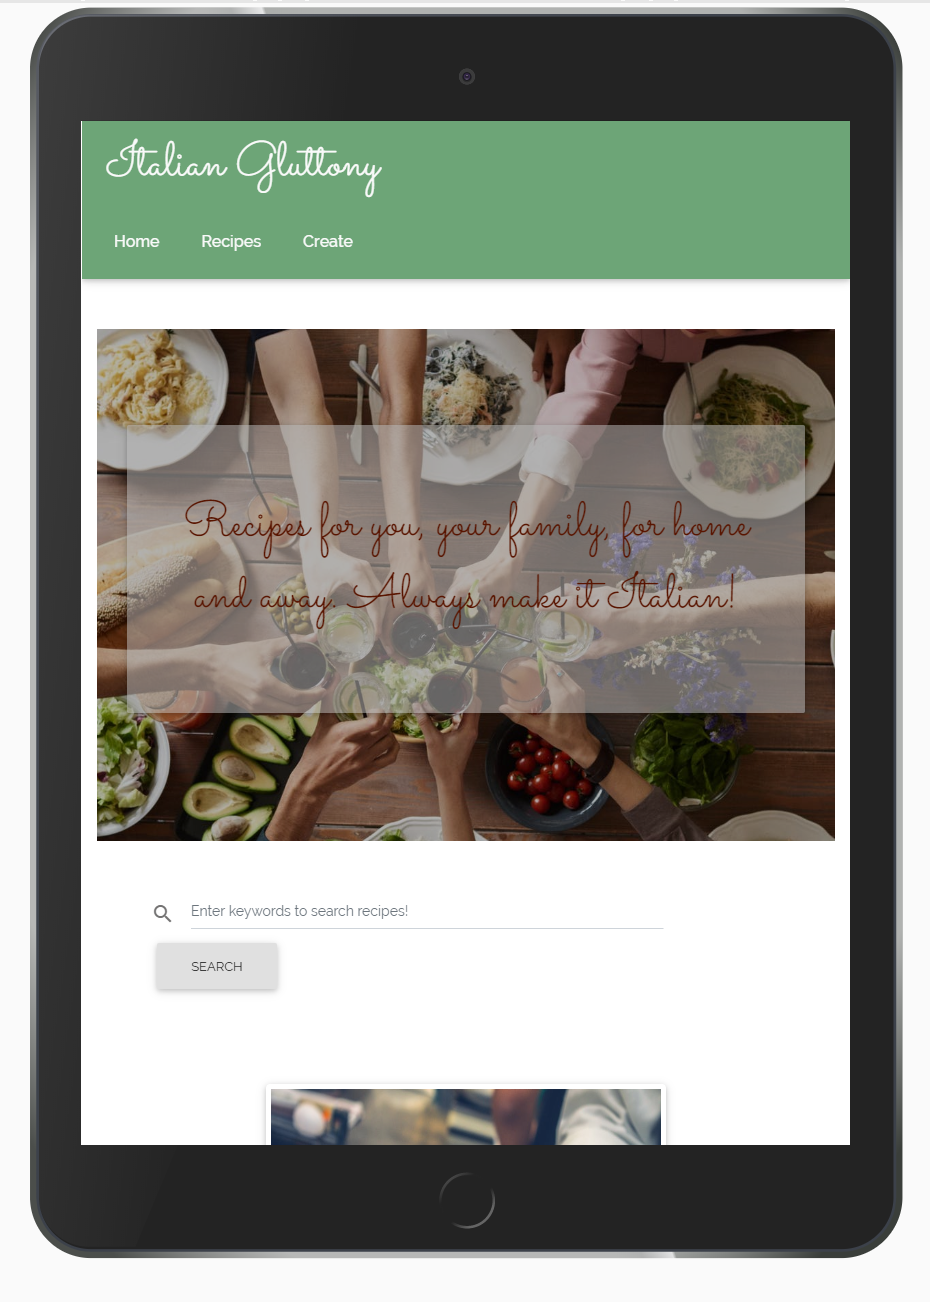 Italian Gluttony
Home Recipes Create
Recipes for you, your family, for home
and away. Always make it Italian!
Enter keywords to search recipes!
SEARCH